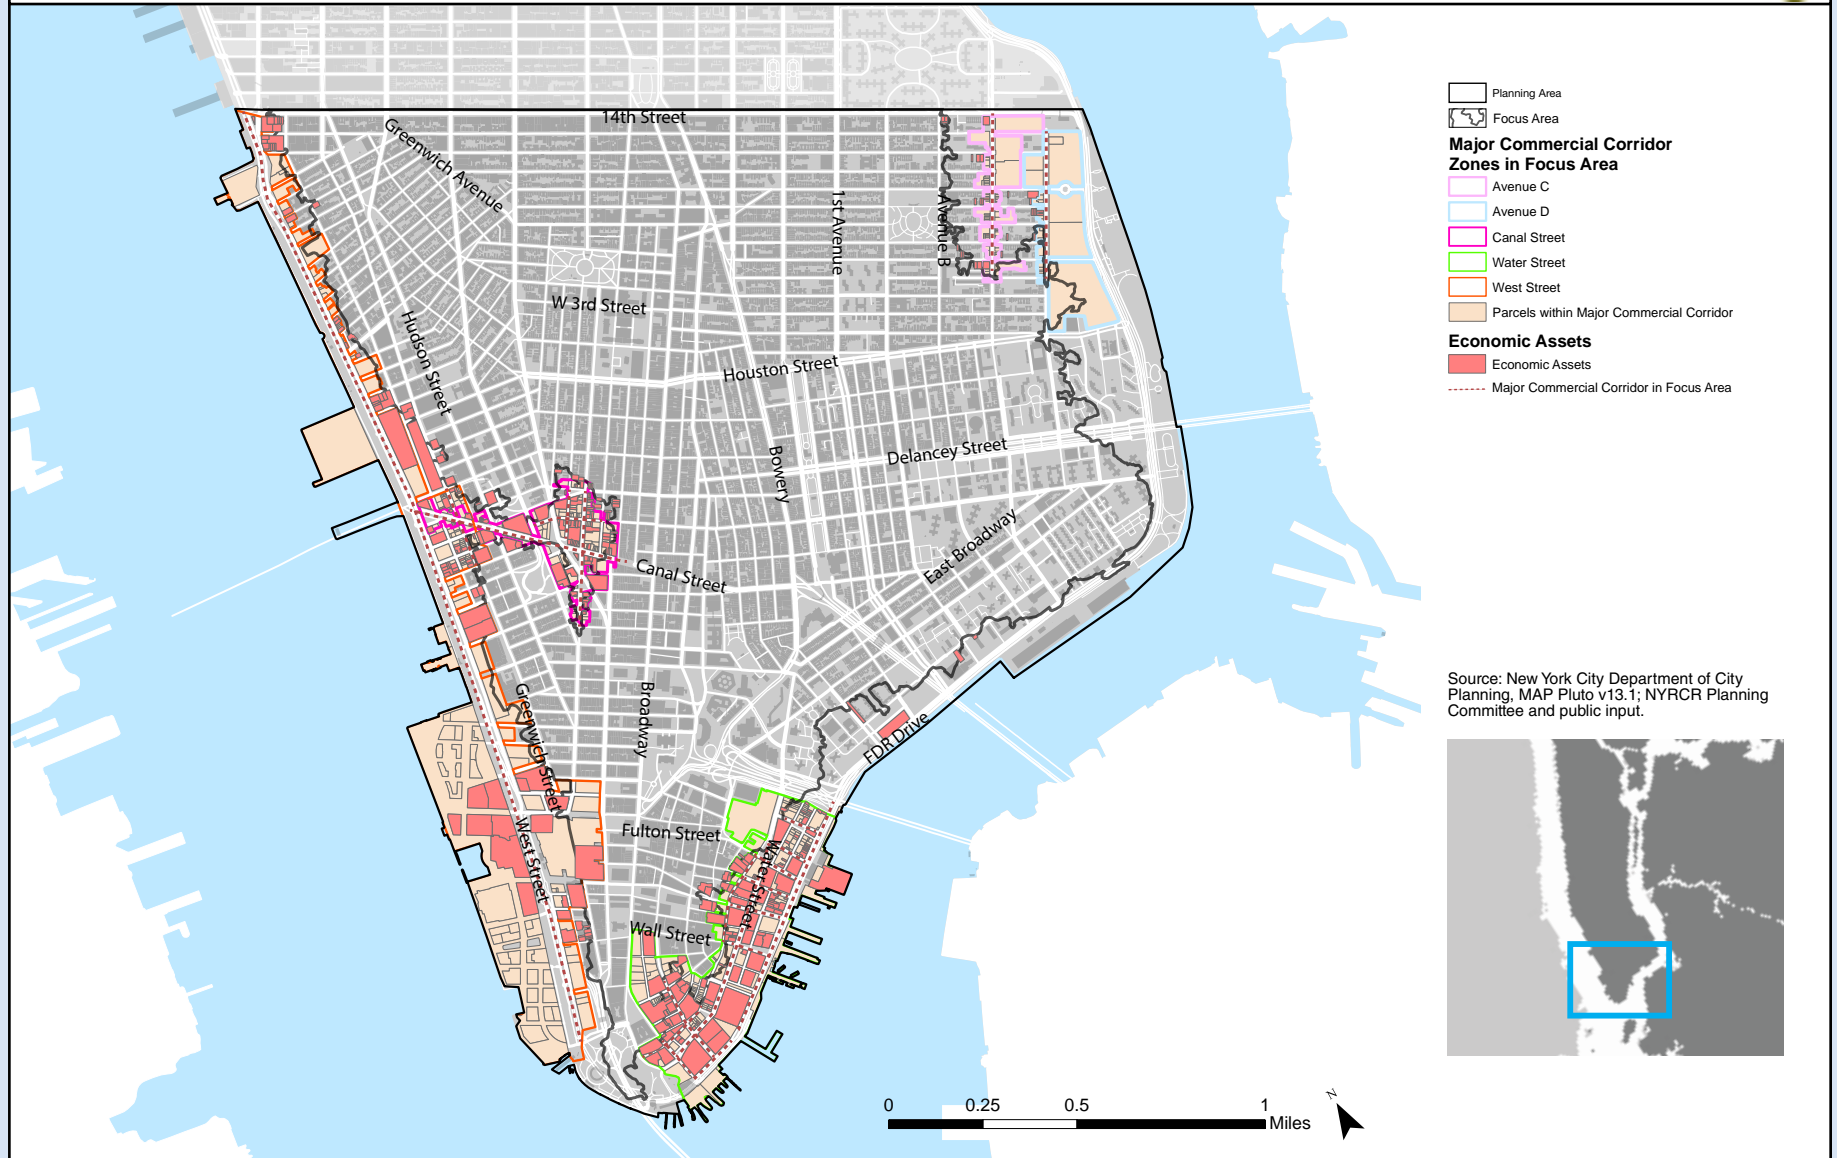 14th Street
Greenwich Avenue
1st Avenue
Avenue B
W 3rd Street
Hudson Street
Houston Street
Bowery
Delancey Street
East Broadway
Canal Street
Greenwich Street
Broadway
FDR Drive
Fulton Street
West Street
Water Street
Wall Street
0 0.25 0.5 1
Miles
N
Planning Area
Focus Area
Major Commercial Corridor
Zones in Focus Area
Avenue C
Avenue D
Canal Street
Water Street
West Street
Parcels within Major Commercial Corridor
Economic Assets
Economic Assets
Major Commercial Corridor in Focus Area
Source: New York City Department of City
Planning, MAP Pluto v13.1; NYRCR Planning
Committee and public input.